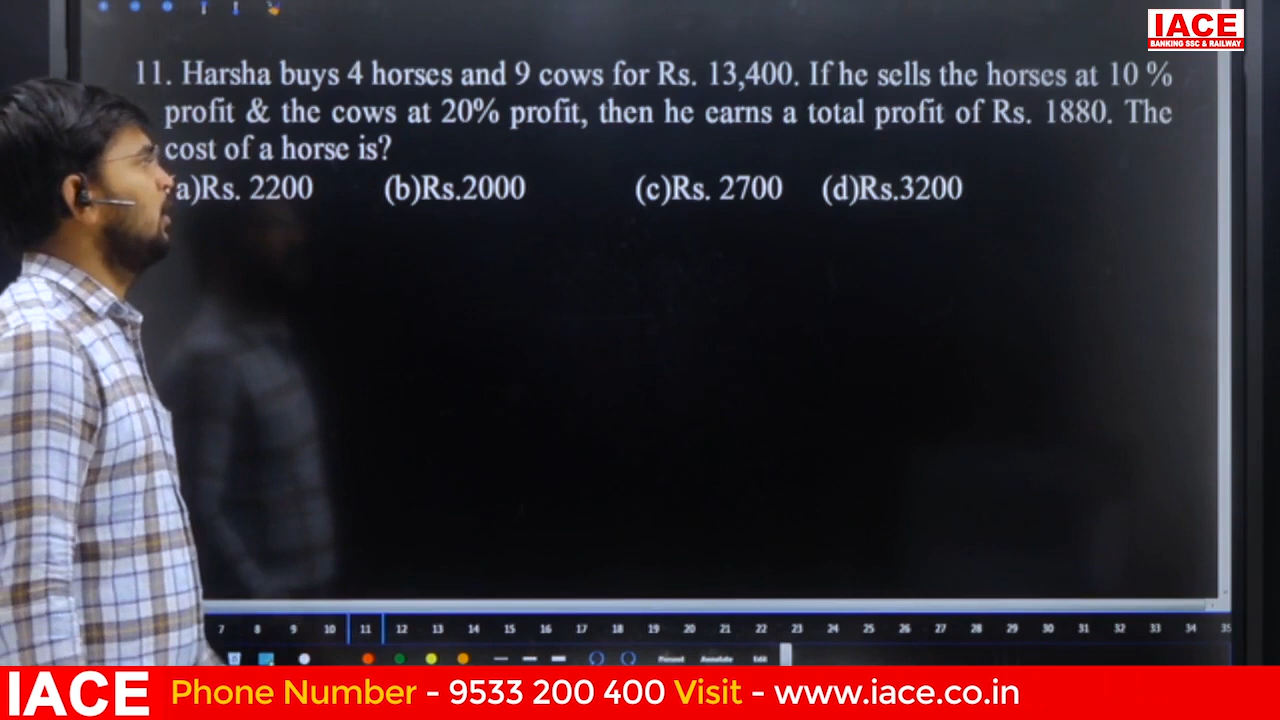 IACE
BANKING SSC & RAILWAY
11. Harsha buys 4 horses and 9 cows for Rs. 13,400. If he sells the horses at 10 %
profit & the cows at 20% profit, then he earns a total profit of Rs. 1880. The
cost of a horse is?
a)Rs. 2200 (b)Rs.2000 (c)Rs. 2700 (d)Rs.3200
7 8 9 10 11 12 13 14 15 16 17 18 19 20 21 22 23 24 25 26 27 28 29 30 31 32 33 34 35
Present Annotate Edit
IACE Phone Number - 9533 200 400 Visit - www.iace.co.in